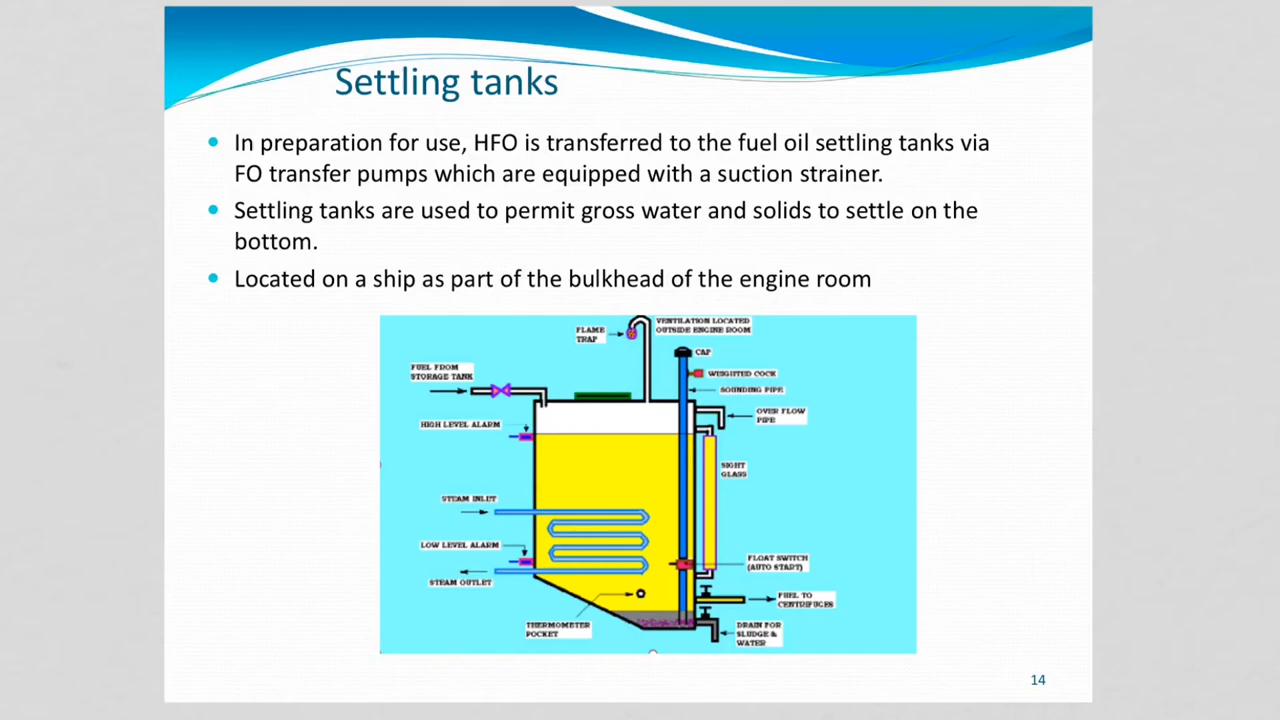 Settling tanks
In preparation for use, HFO is transferred to the fuel oil settling tanks via
FO transfer pumps which are equipped with a suction strainer.
Settling tanks are used to permit gross water and solids to settle on the
bottom.
Located on a ship as part of the bulkhead of the engine room
FLAME
TRAP
VENTILATION LOCATED
OUTSIDE ENGINE ROOM
CAP
FUEL FROM
STORAGE TANK
WEIGHTED COCK
SOUNDING PIPE
OVER FLOW
PIPE
HIGH LEVEL ALARM
SIGHT
GLASS
STEAM INLET
LOW LEVEL ALARM
FLOAT SWITCH
(AUTO START)
STEAM OUTLET
FUEL TO
CENTRIFUGES
THERMOMETER
POCKET
DRAIN FOR
SLUDGE &
WATER
14